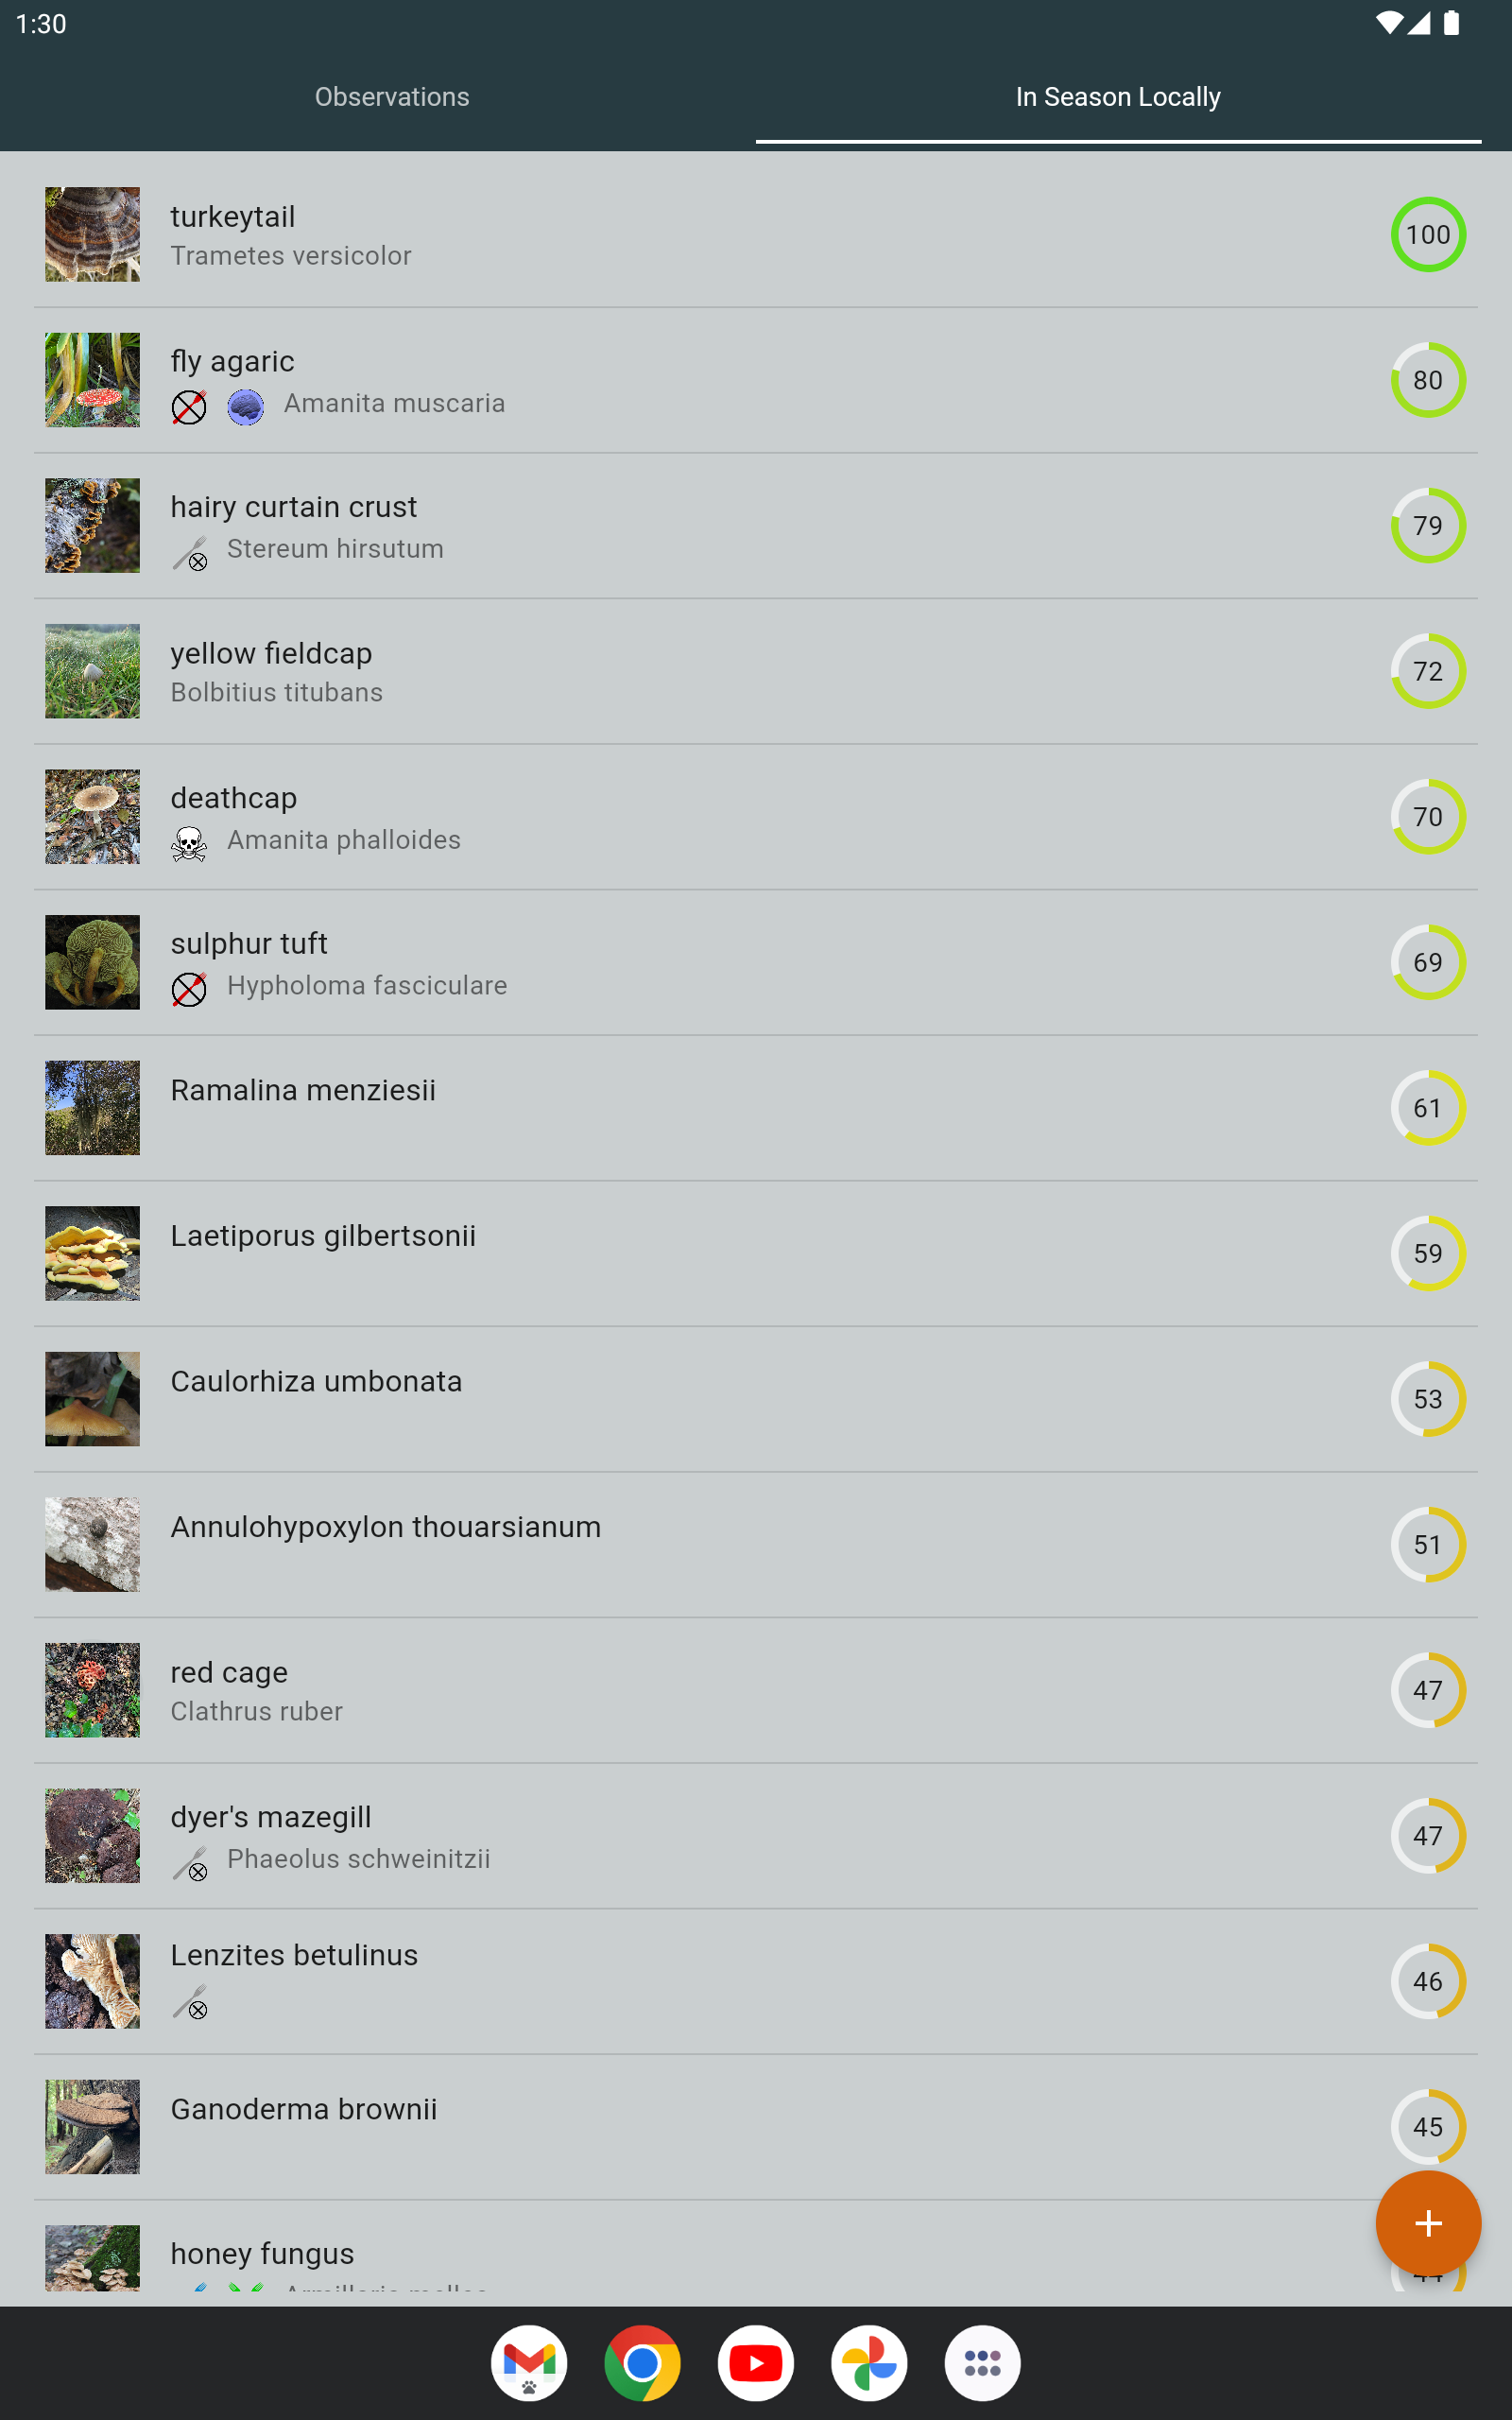 1:30
Observations
In Season Locally
turkeytail
Trametes versicolor
100
fly agaric
Amanita muscaria
80
hairy curtain crust
Stereum hirsutum
79
yellow fieldcap
Bolbitius titubans
72
deathcap
Amanita phalloides
70
sulphur tuft
Hypholoma fasciculare
69
Ramalina menziesii
61
Laetiporus gilbertsonii
59
Caulorhiza umbonata
53
Annulohypoxylon thouarsianum
51
red cage
Clathrus ruber
47
dyer's mazegill
Phaeolus schweinitzii
47
Lenzites betulinus
46
Ganoderma brownii
45
honey fungus